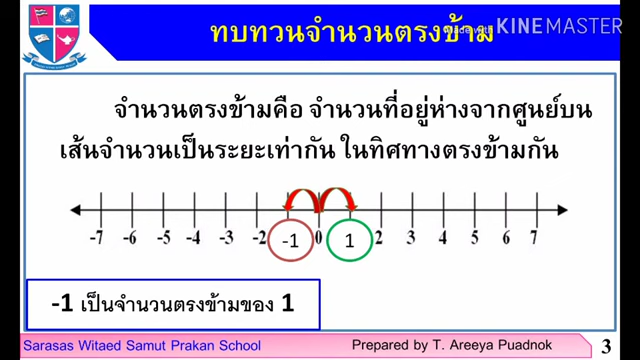 ทบทวนจำนวนตรงข้าม
Made with KINEMASTER
จำนวนตรงข้ามคือ จำนวนที่อยู่ห่างจากศูนย์บน
เส้นจำนวนเป็นระยะเท่ากัน ในทิศทางตรงข้ามกัน
-7 -6 -5 -4 -3 -2 -1 0 1 2 3 4 5 6 7
-1 เป็นจำนวนตรงข้ามของ 1
Sarasas Witaed Samut Prakan School Prepared by T. Areeya Puadnok 3